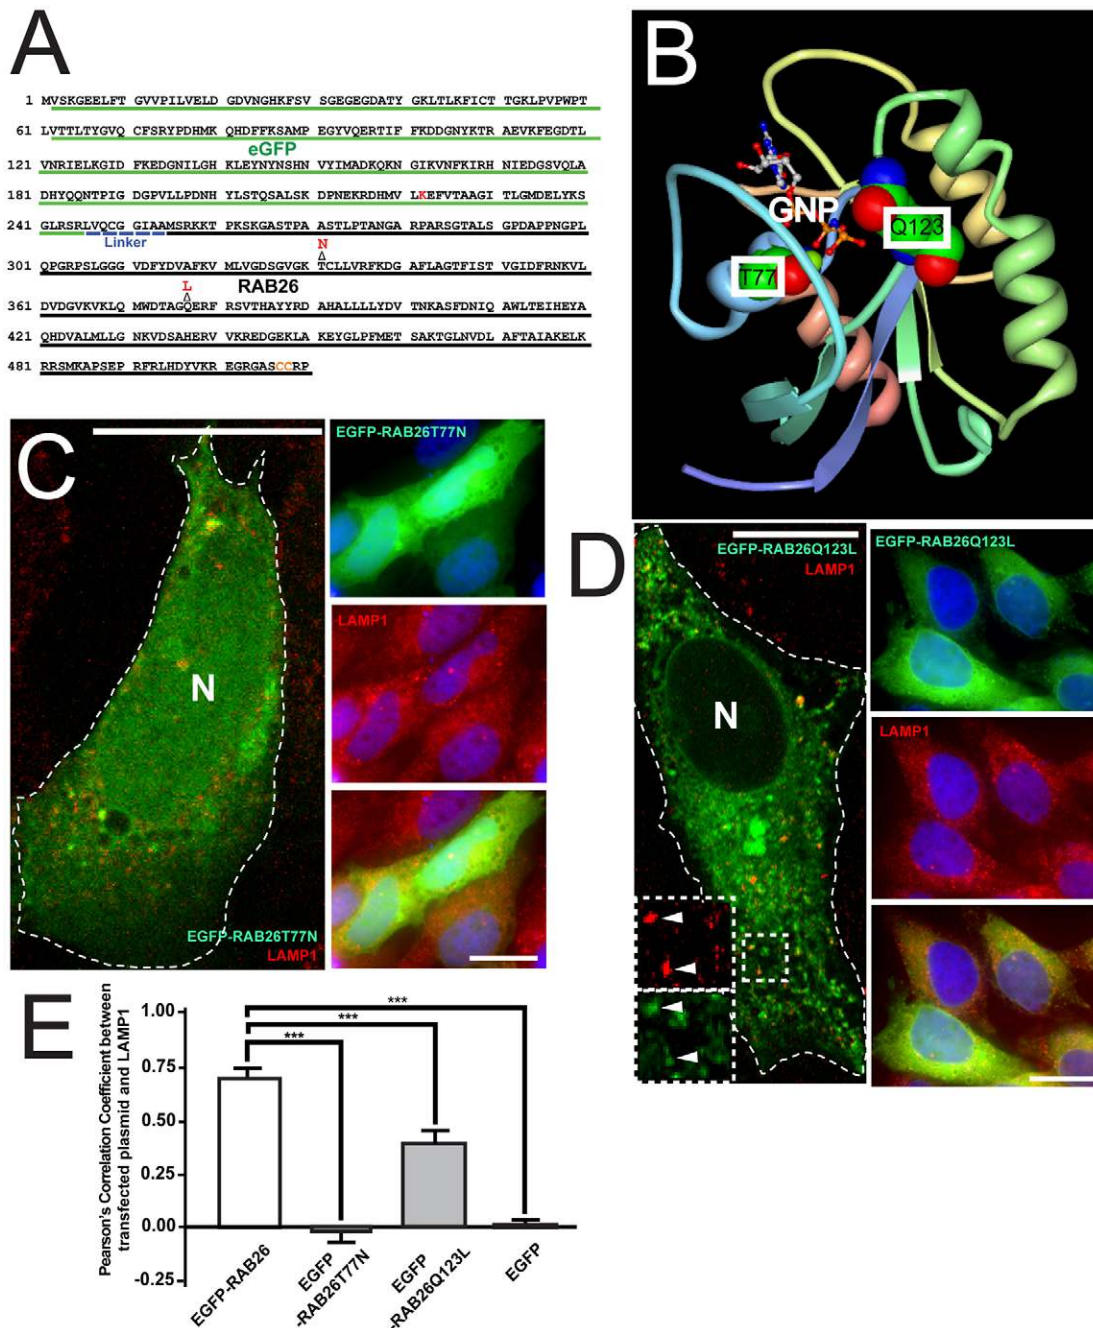 A
1 MVSKGEELFT GVVPILVELD GDVNGHKFSV SGEGEGDATY GKLTLKFICT TGKLPVPWPT
61 LVTTLTYGVQ CFSRYPDHMK QHDFFKSAMP EGYVQERTIF FKDDGNYKTR AEVKFEGDTL
eGFP
121 VNRIELKGID FKEDGNILGH KLEYNYNSHN VYIMADKQKN GIKVNFKIRH NIEDGSVQLA
181 DHYQQNTPIG DGPVLLPDNH YLSTQSALSK DPNEKRDHMV LKEFVTAAGI TLGMDELYKS
241 GLRSRLVQCG GIAAMSRKKT PKSKGASTPA ASTLPTANGA RPARSGTALS GPDAPPNGPL
Linker
N
301 QPGRPSLGGG VDFYDVAFKV MLVGDSGVGK TCLLVRFKDG AFLAGTFIST VGIDFRNKVL
L
RAB26
361 DVDGVKVKLQ MWDTAGQERF RSVTHAYYRD AHALLLLYDV TNKASFDNIQ AWLTEIHEYA
421 QHDVALMLLG NKVDSAHERV VKREDGEKLA KEYGLPFMET SAKTGLNVDL AFTAIAKELK
481 RRSMKAPSEP RFRLHDYVKR EGRGASCCRP
B
GNP
Q123
T77
C
N
EGFP-RAB26T77N
LAMP1
EGFP-RAB26T77N
LAMP1
D
EGFP-RAB26Q123L
LAMP1
N
EGFP-RAB26Q123L
LAMP1
E
Pearson's Correlation Coefficient between
transfected plasmid and LAMP1
1.00
0.75
0.50
0.25
0.00
-0.25
***
***
***
EGFP-RAB26
EGFP
-RAB26T77N
EGFP
-RAB26Q123L
EGFP